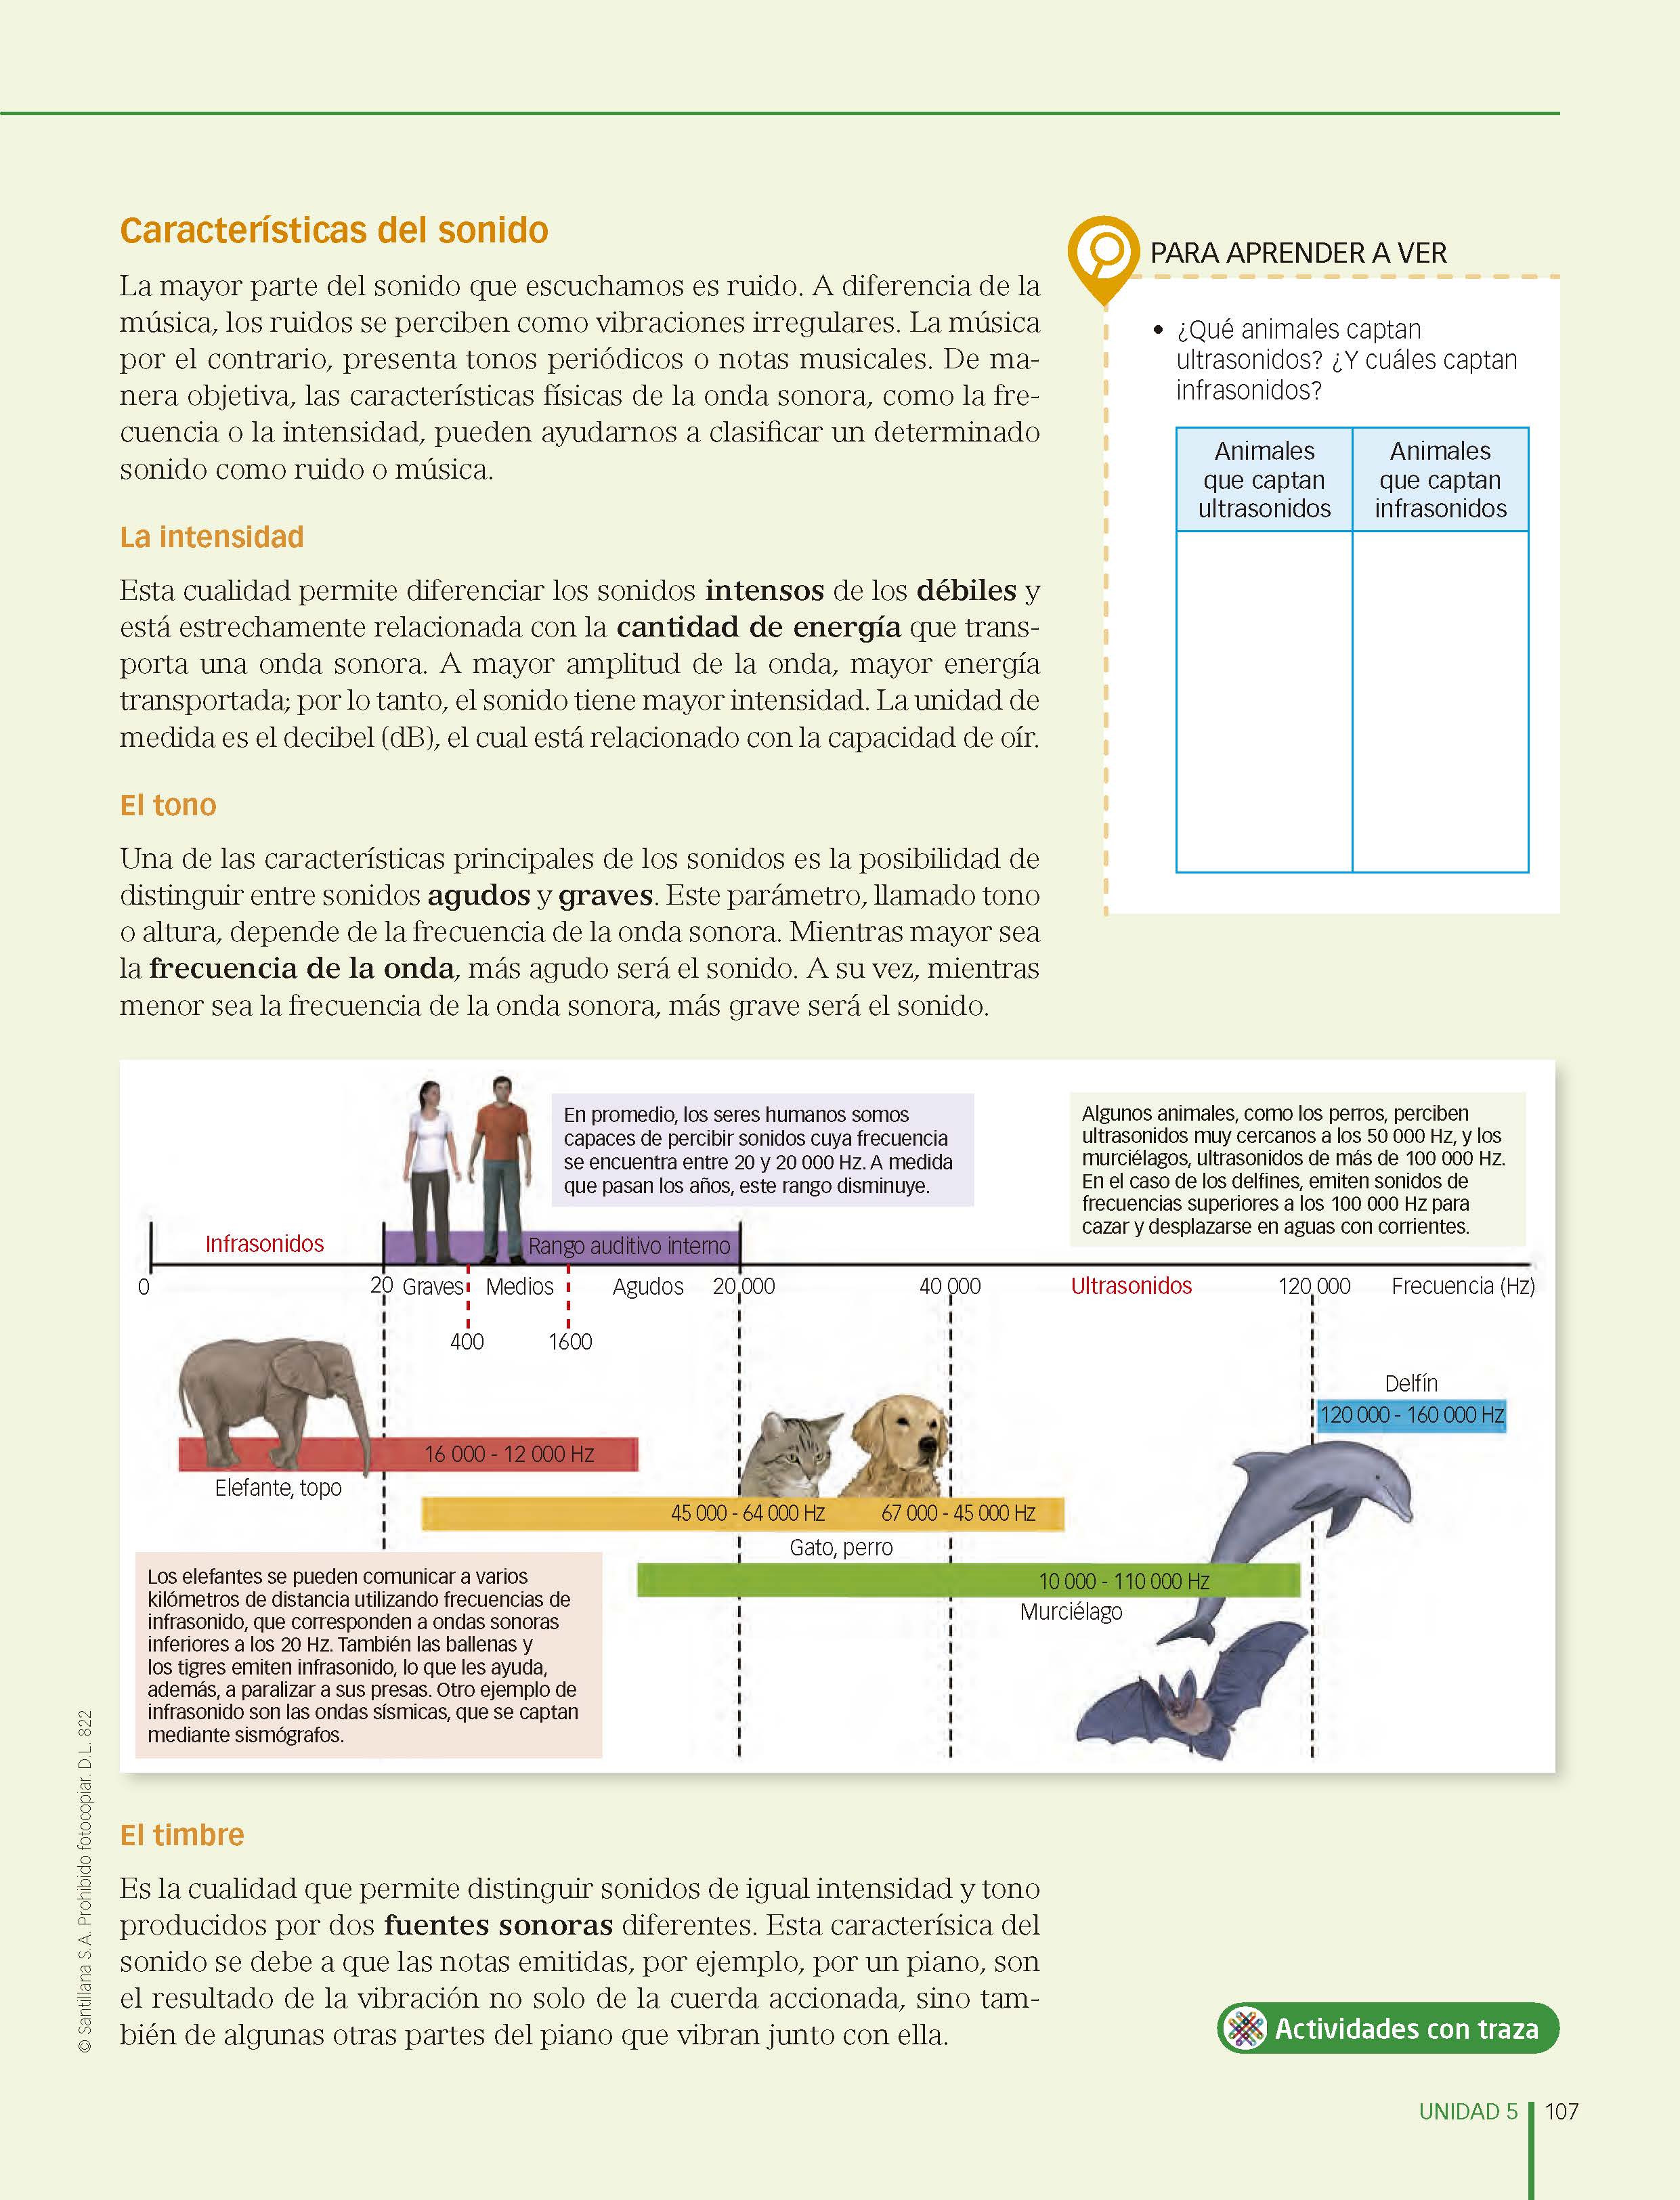 Características del sonido
La mayor parte del sonido que escuchamos es ruido. A diferencia de la
música, los ruidos se perciben como vibraciones irregulares. La música
por el contrario, presenta tonos periódicos o notas musicales. De ma-
nera objetiva, las características físicas de la onda sonora, como la fre-
cuencia o la intensidad, pueden ayudarnos a clasificar un determinado
sonido como ruido o música.
La intensidad
Esta cualidad permite diferenciar los sonidos intensos de los débiles y
está estrechamente relacionada con la cantidad de energía que trans-
porta una onda sonora. A mayor amplitud de la onda, mayor energía
transportada; por lo tanto, el sonido tiene mayor intensidad. La unidad de
medida es el decibel (dB), el cual está relacionado con la capacidad de oír.
El tono
Una de las características principales de los sonidos es la posibilidad de
distinguir entre sonidos agudos y graves. Este parámetro, llamado tono
o altura, depende de la frecuencia de la onda sonora. Mientras mayor sea
la frecuencia de la onda, más agudo será el sonido. A su vez, mientras
menor sea la frecuencia de la onda sonora, más grave será el sonido.
PARA APRENDER A VER
• ¿Qué animales captan
ultrasonidos? ¿Y cuáles captan
infrasonidos?
Animales
que captan
ultrasonidos
Animales
que captan
infrasonidos
En promedio, los seres humanos somos
capaces de percibir sonidos cuya frecuencia
se encuentra entre 20 y 20 000 Hz. A medida
que pasan los años, este rango disminuye.
Algunos animales, como los perros, perciben
ultrasonidos muy cercanos a los 50 000 Hz, y los
murciélagos, ultrasonidos de más de 100 000 Hz.
En el caso de los delfines, emiten sonidos de
frecuencias superiores a los 100 000 Hz para
cazar y desplazarse en aguas con corrientes.
Infrasonidos
Rango auditivo interno
0 20 Graves Medios Agudos 20 000 40 000 Ultrasonidos 120 000 Frecuencia (Hz)
400 1600
Delfín
120 000 - 160 000 Hz
16 000 - 12 000 Hz
Elefante, topo
45 000 - 64 000 Hz 67 000 - 45 000 Hz
Gato, perro
10 000 - 110 000 Hz
Murciélago
Los elefantes se pueden comunicar a varios
kilómetros de distancia utilizando frecuencias de
infrasonido, que corresponden a ondas sonoras
inferiores a los 20 Hz. También las ballenas y
los tigres emiten infrasonido, lo que les ayuda,
además, a paralizar a sus presas. Otro ejemplo de
infrasonido son las ondas sísmicas, que se captan
mediante sismógrafos.
El timbre
Es la cualidad que permite distinguir sonidos de igual intensidad y tono
producidos por dos fuentes sonoras diferentes. Esta caracterísica del
sonido se debe a que las notas emitidas, por ejemplo, por un piano, son
el resultado de la vibración no solo de la cuerda accionada, sino tam-
bién de algunas otras partes del piano que vibran junto con ella.
Actividades con traza
© Santillana S.A. Prohibido fotocopiar. D.L. 822
UNIDAD 5 107